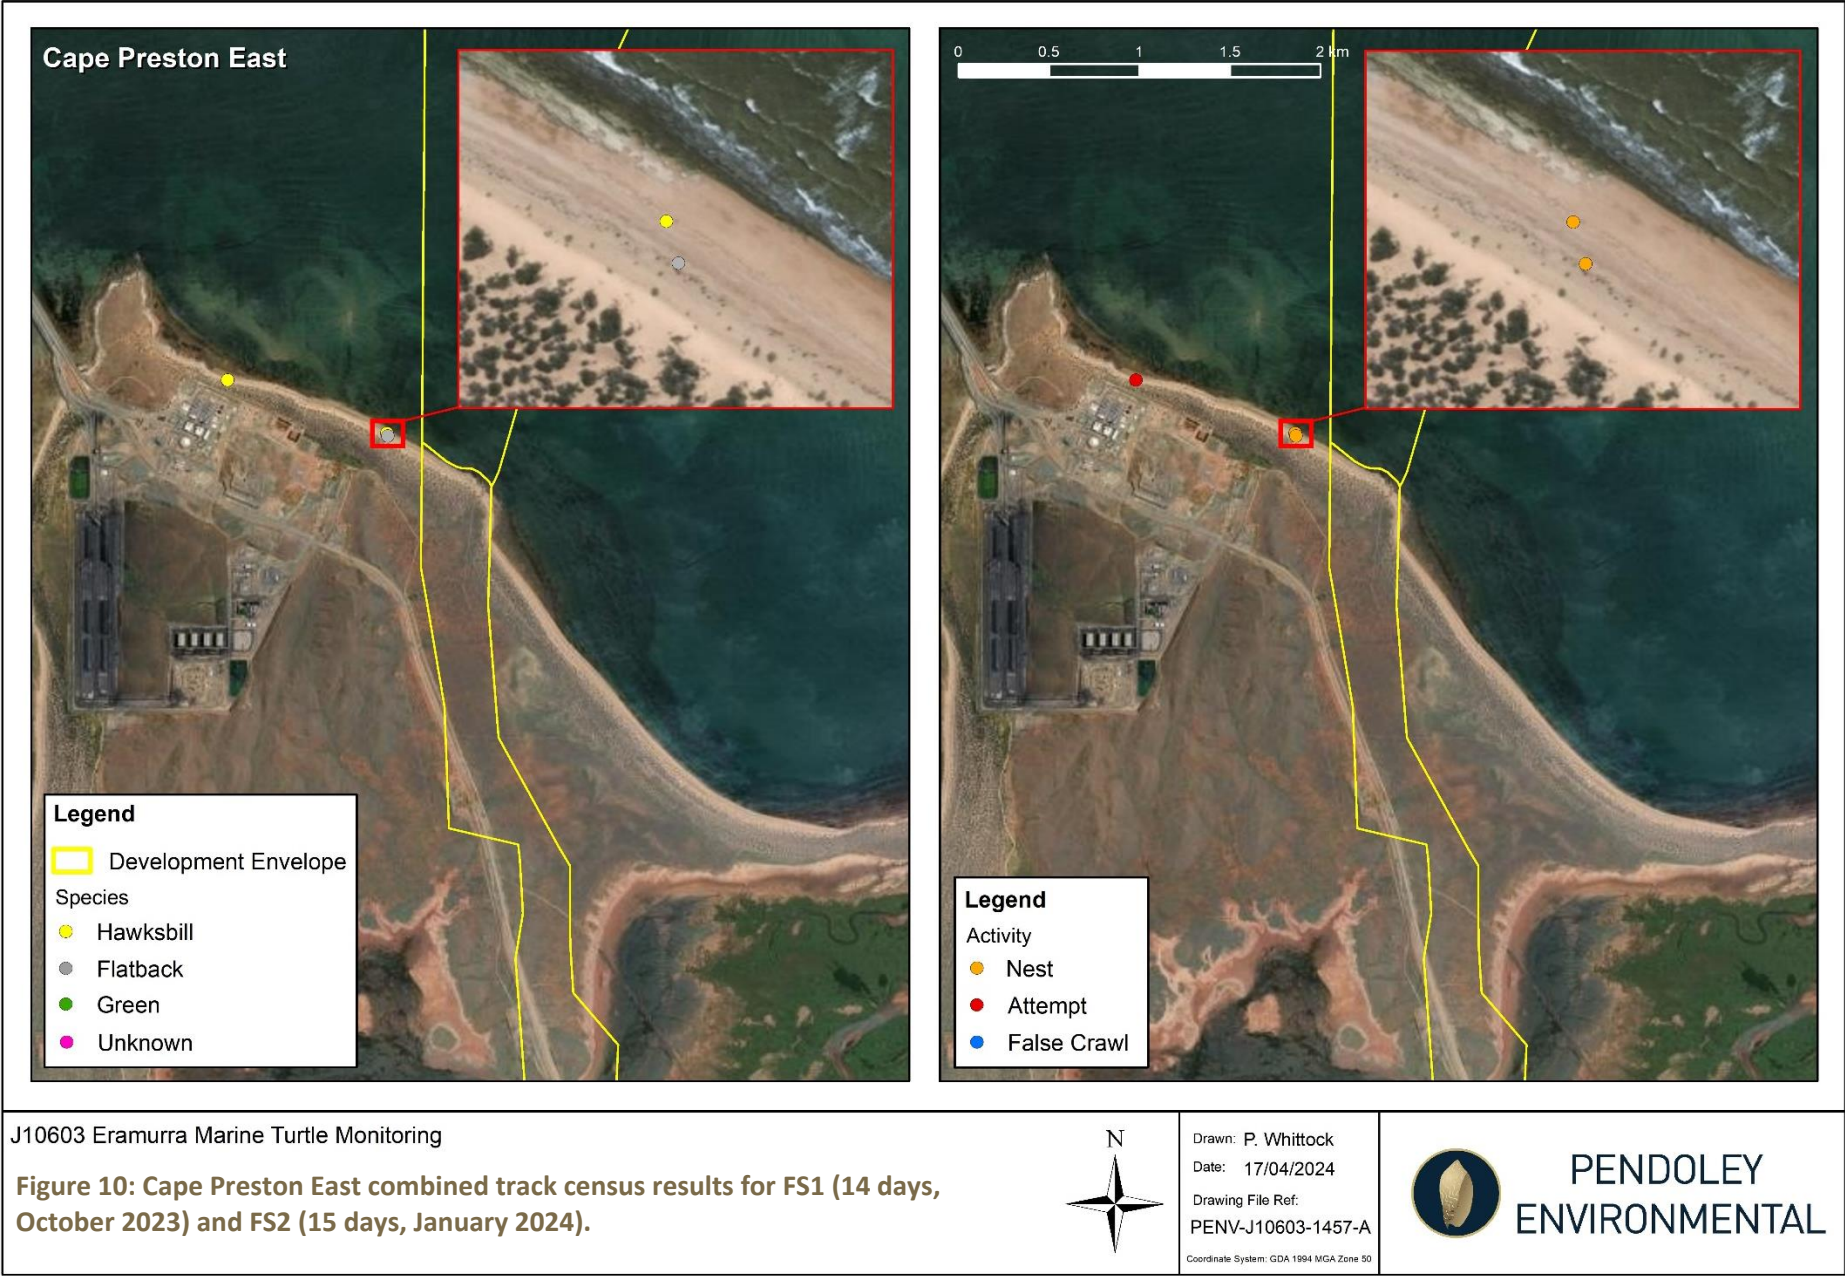 Cape Preston East
0 0.5 1 1.5 2 km
Legend
Development Envelope
Species
Hawksbill
Flatback
Green
Unknown
Legend
Activity
Nest
Attempt
False Crawl
J10603 Eramurra Marine Turtle Monitoring
Figure 10: Cape Preston East combined track census results for FS1 (14 days,
October 2023) and FS2 (15 days, January 2024).
N
Drawn: P. Whittock
Date: 17/04/2024
Drawing File Ref:
PENV-J10603-1457-A
Coordinate System: GDA 1994 MGA Zone 50
PENDOLEY
ENVIRONMENTAL